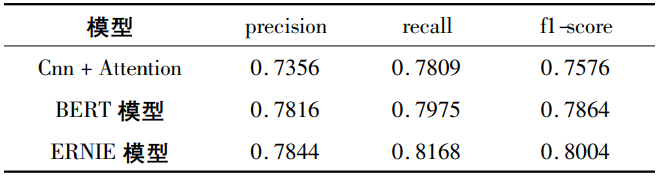 模型 precision recall f1-score
Cnn + Attention 0.7356 0.7809 0.7576
BERT 模型 0.7816 0.7975 0.7864
ERNIE 模型 0.7844 0.8168 0.8004